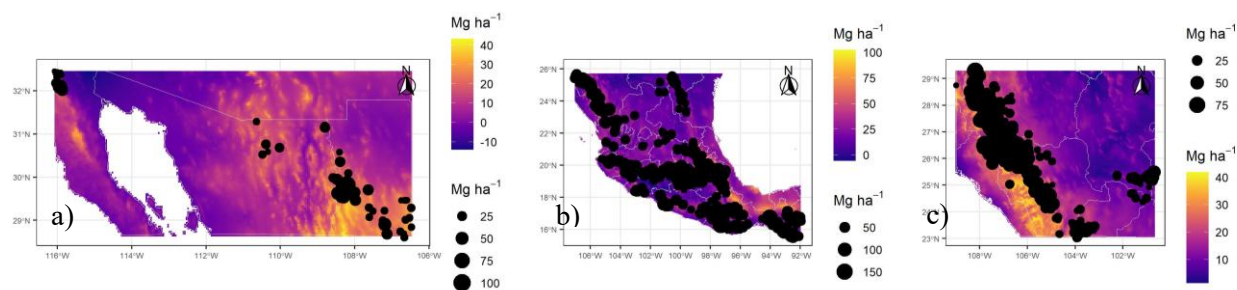 Mg ha⁻¹
40
30
20
10
0
-10
Mg ha⁻¹
25
50
75
100
32°N
31°N
30°N
29°N
116°W
114°W
112°W
110°W
108°W
106°W
N
a)
Mg ha⁻¹
100
75
50
25
0
Mg ha⁻¹
50
100
150
26°N
24°N
22°N
20°N
18°N
16°N
106°W
104°W
102°W
100°W
98°W
96°W
94°W
92°W
N
b)
Mg ha⁻¹
25
50
75
Mg ha⁻¹
40
30
20
10
29°N
28°N
27°N
26°N
25°N
24°N
23°N
108°W
106°W
104°W
102°W
N
c)